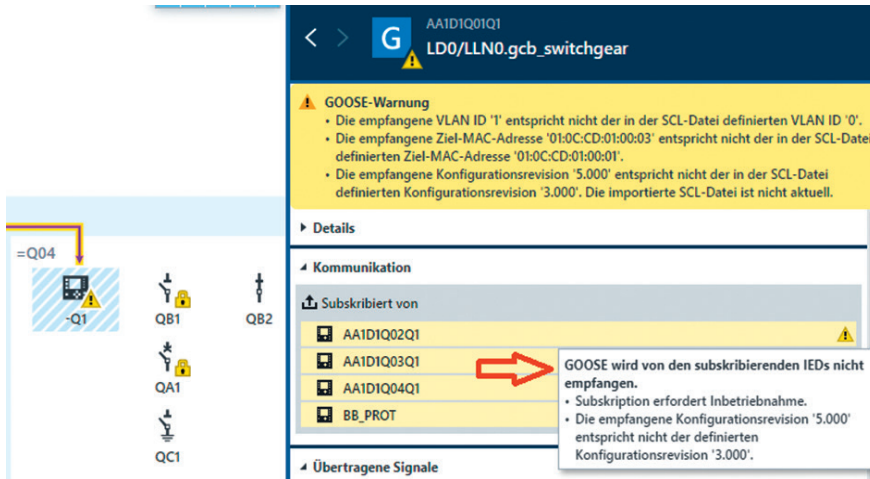 AA1D1Q01Q1
G
LD0/LLN0.gcb_switchgear
GOOSE-Warnung
• Die empfangene VLAN ID '1' entspricht nicht der in der SCL-Datei definierten VLAN ID '0'.
• Die empfangene Ziel-MAC-Adresse '01:0C:CD:01:00:03' entspricht nicht der in der SCL-Datei
definierten Ziel-MAC-Adresse '01:0C:CD:01:00:01'.
• Die empfangene Konfigurationsrevision '5.000' entspricht nicht der in der SCL-Datei
definierten Konfigurationsrevision '3.000'. Die importierte SCL-Datei ist nicht aktuell.
Details
Kommunikation
Subskribiert von
AA1D1Q02Q1
AA1D1Q03Q1
AA1D1Q04Q1
BB_PROT
GOOSE wird von den subskribierenden IEDs nicht
empfangen.
• Subskription erfordert Inbetriebnahme.
• Die empfangene Konfigurationsrevision '5.000'
entspricht nicht der definierten
Konfigurationsrevision '3.000'.
Übertragene Signale
=Q04
-Q1
QB1
QB2
QA1
QC1